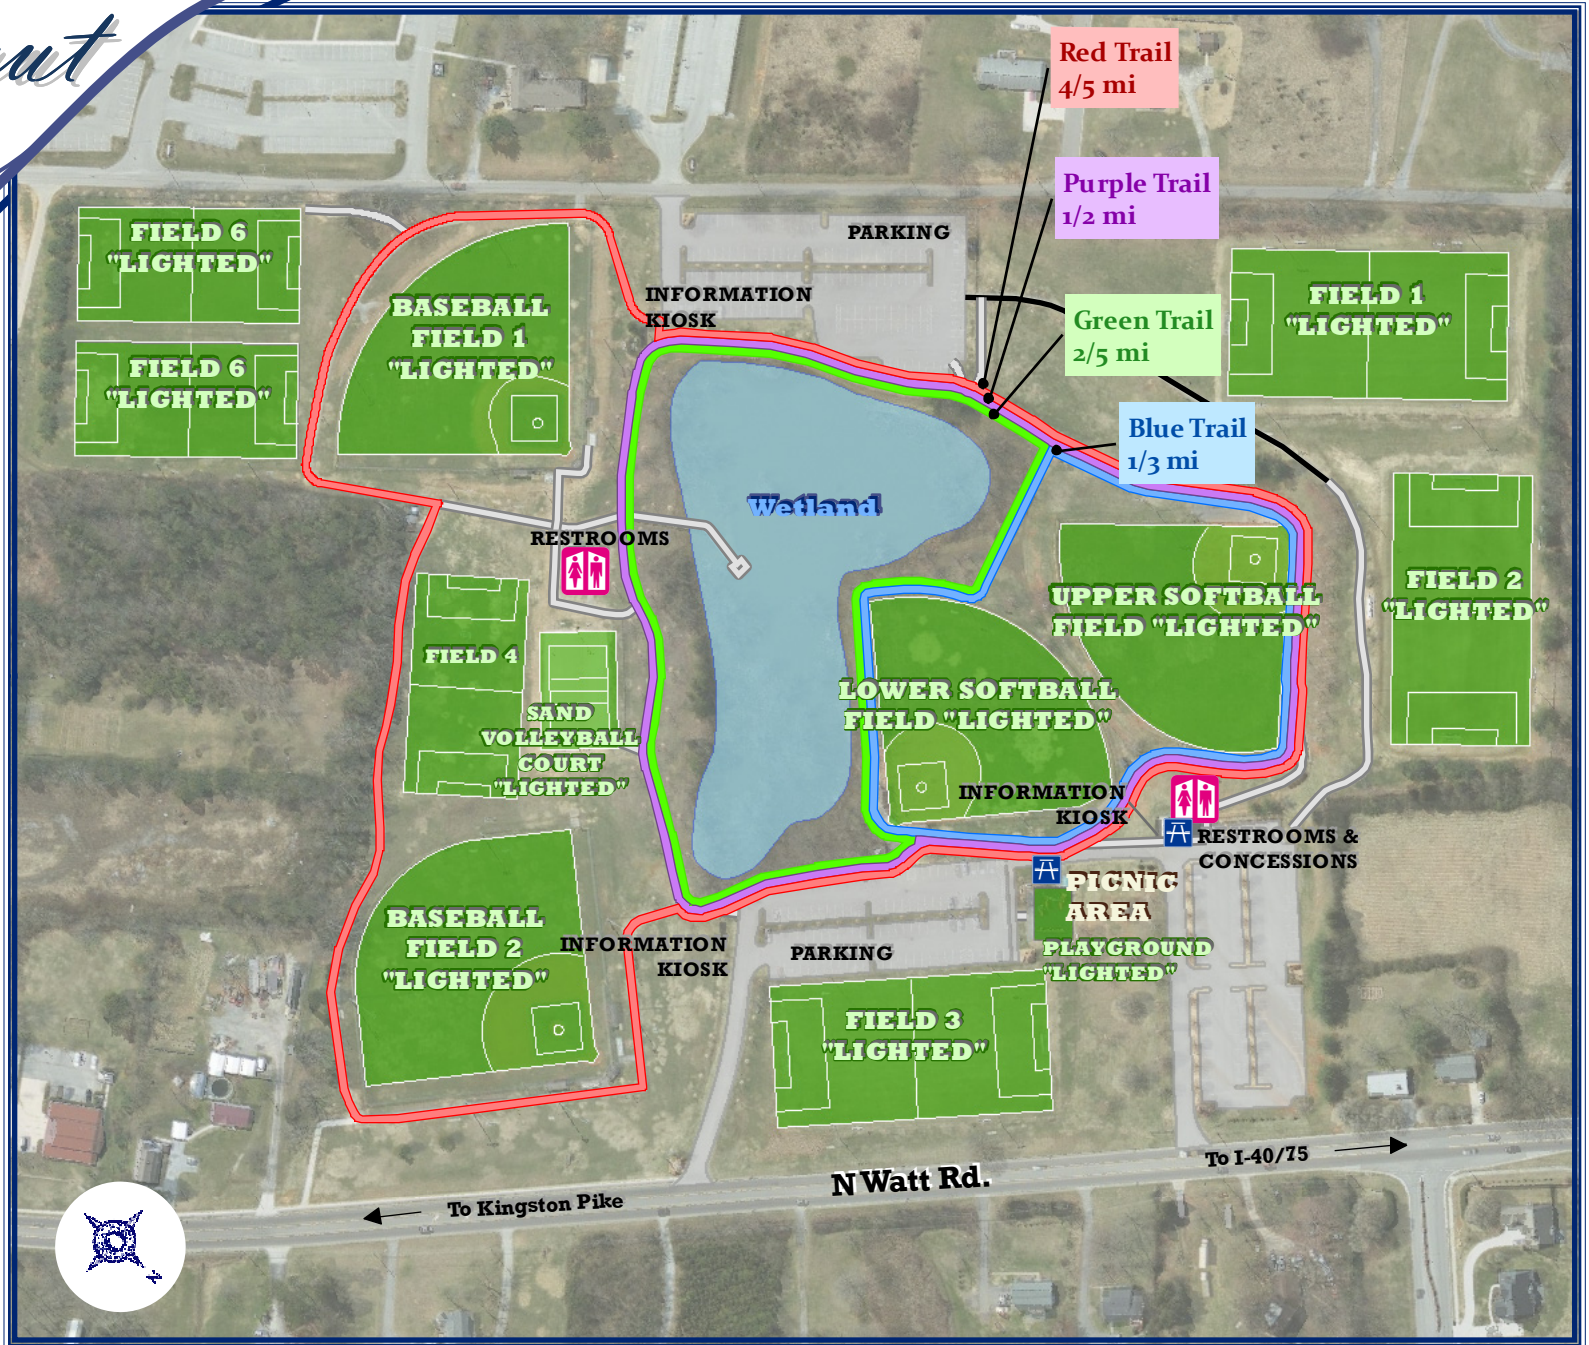 Red Trail
4/5 mi
Purple Trail
1/2 mi
PARKING
FIELD 6
"LIGHTED"
FIELD 1
"LIGHTED"
INFORMATION
KIOSK
BASEBALL
FIELD 1
"LIGHTED"
Green Trail
2/5 mi
FIELD 6
"LIGHTED"
Blue Trail
1/3 mi
Wetland
RESTROOMS
FIELD 2
"LIGHTED"
UPPER SOFTBALL
FIELD "LIGHTED"
FIELD 4
LOWER SOFTBALL
FIELD "LIGHTED"
SAND
VOLLEYBALL
COURT
"LIGHTED"
INFORMATION
KIOSK
RESTROOMS &
CONCESSIONS
PICNIC
AREA
BASEBALL
FIELD 2
"LIGHTED"
INFORMATION
KIOSK
PARKING
PLAYGROUND
"LIGHTED"
FIELD 3
"LIGHTED"
N Watt Rd.
To I-40/75
To Kingston Pike
N